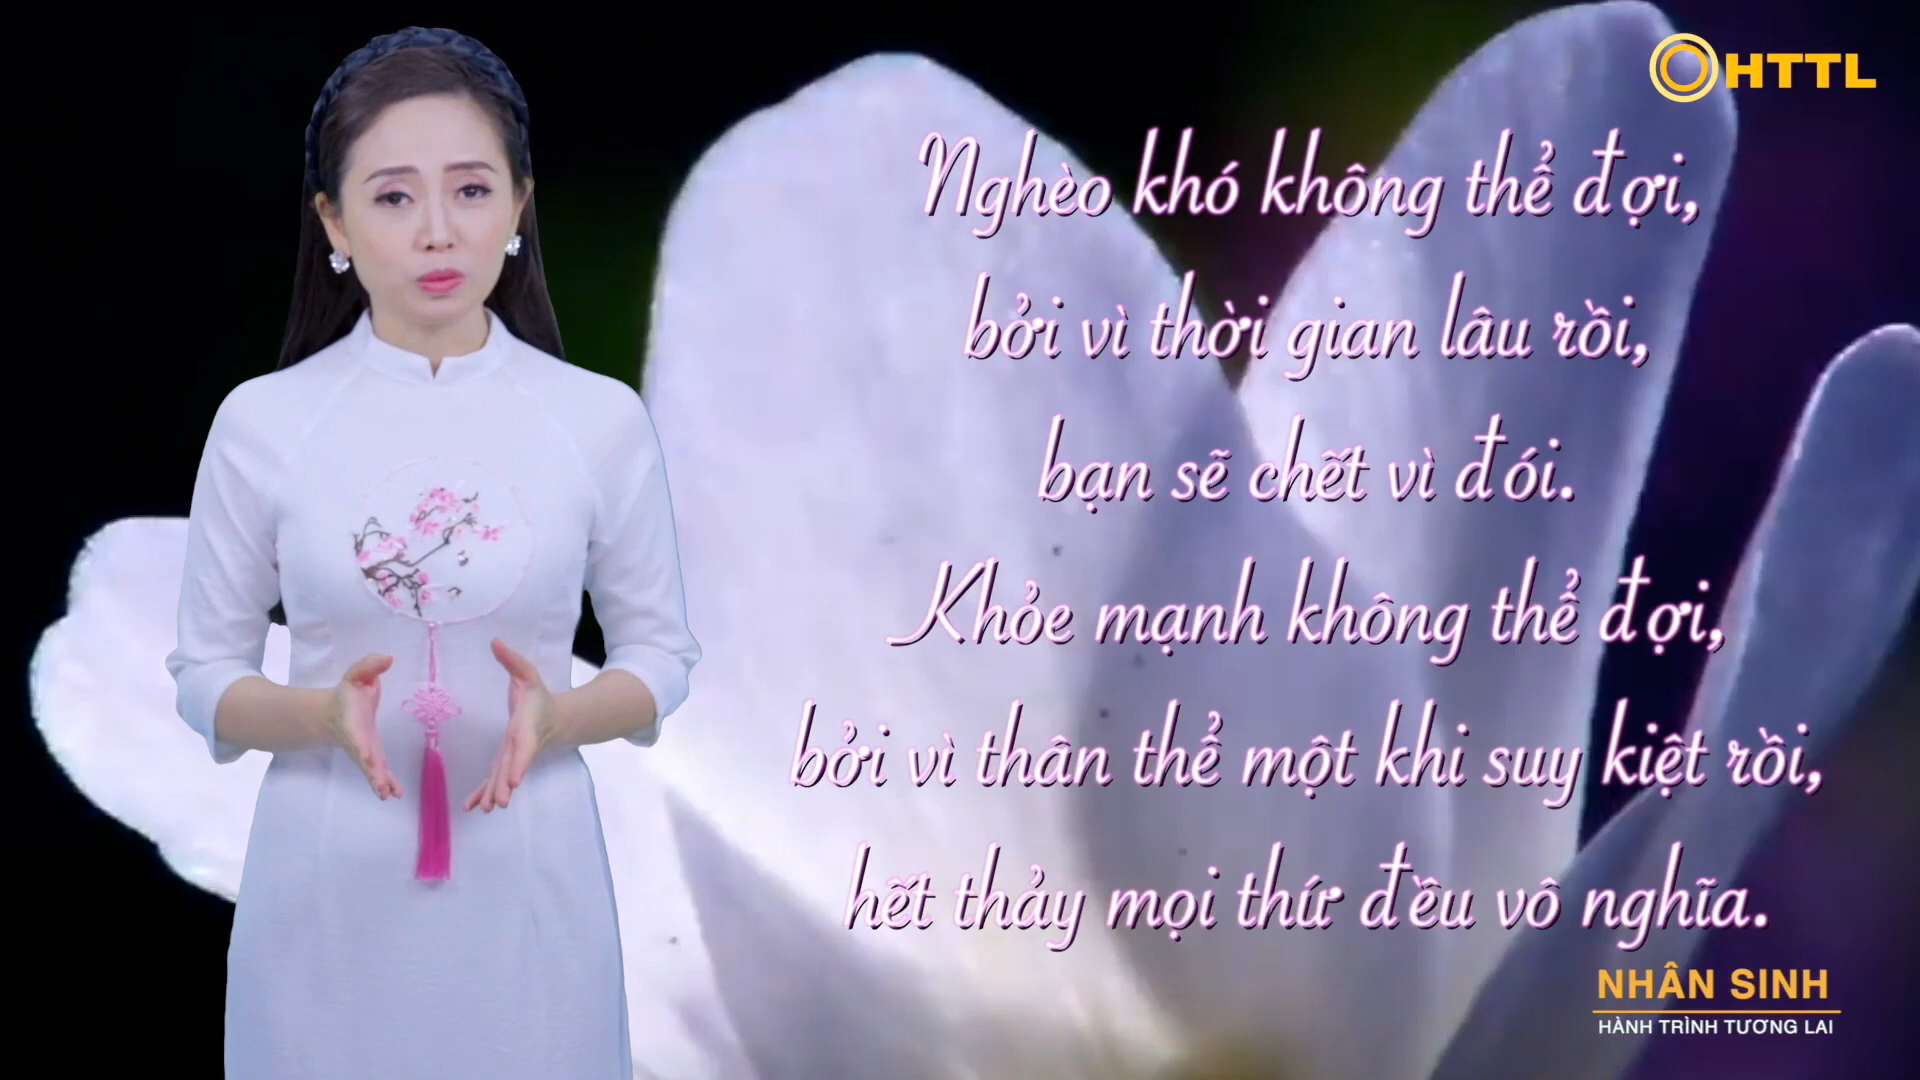 HTTL
Nghèo khó không thể đợi,
bởi vì thời gian lâu rồi,
bạn sẽ chết vì đói.
Khỏe mạnh không thể đợi,
bởi vì thân thể một khi suy kiệt rồi,
hết thảy mọi thứ đều vô nghĩa.
NHÂN SINH
HÀNH TRÌNH TƯƠNG LAI